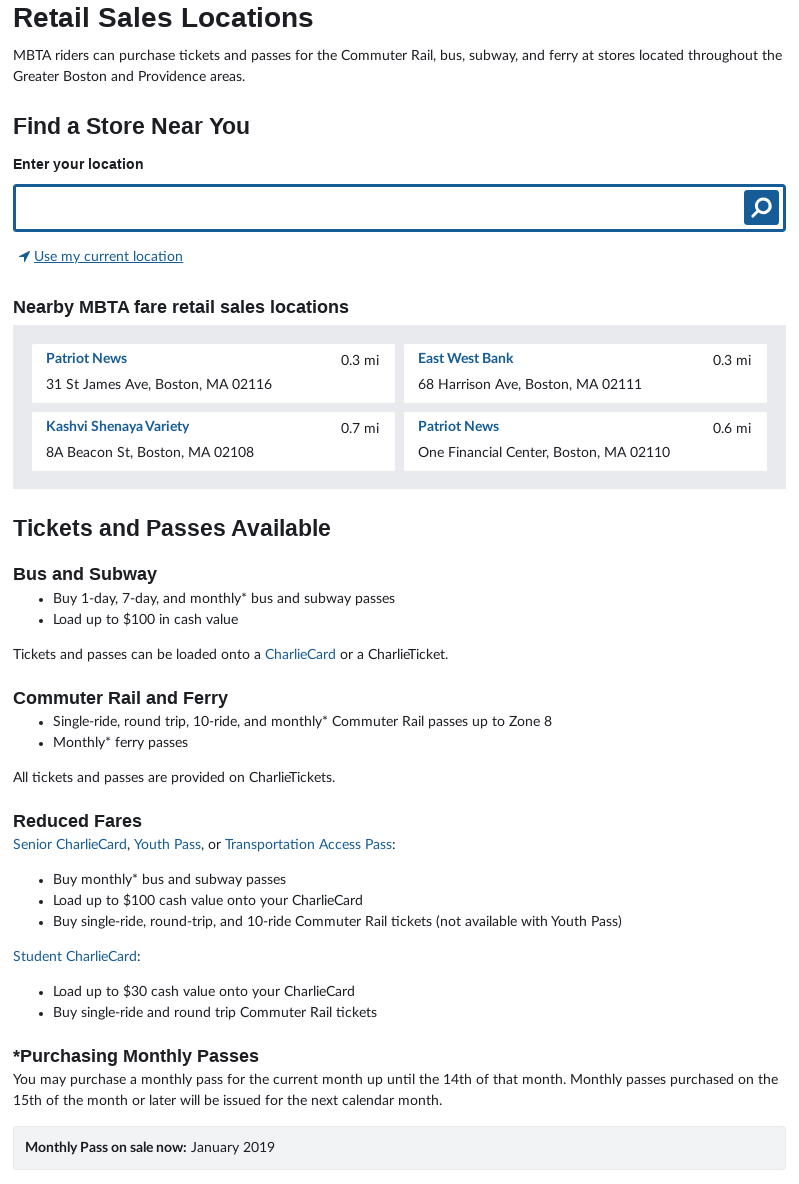 Retail Sales Locations
MBTA riders can purchase tickets and passes for the Commuter Rail, bus, subway, and ferry at stores located throughout the
Greater Boston and Providence areas.
Find a Store Near You
Enter your location
Use my current location
Nearby MBTA fare retail sales locations
Patriot News 0.3 mi
31 St James Ave, Boston, MA 02116
East West Bank 0.3 mi
68 Harrison Ave, Boston, MA 02111
Kashvi Shenaya Variety 0.7 mi
8A Beacon St, Boston, MA 02108
Patriot News 0.6 mi
One Financial Center, Boston, MA 02110
Tickets and Passes Available
Bus and Subway
• Buy 1-day, 7-day, and monthly* bus and subway passes
• Load up to $100 in cash value
Tickets and passes can be loaded onto a CharlieCard or a CharlieTicket.
Commuter Rail and Ferry
• Single-ride, round trip, 10-ride, and monthly* Commuter Rail passes up to Zone 8
• Monthly* ferry passes
All tickets and passes are provided on CharlieTickets.
Reduced Fares
Senior CharlieCard, Youth Pass, or Transportation Access Pass:
• Buy monthly* bus and subway passes
• Load up to $100 cash value onto your CharlieCard
• Buy single-ride, round-trip, and 10-ride Commuter Rail tickets (not available with Youth Pass)
Student CharlieCard:
• Load up to $30 cash value onto your CharlieCard
• Buy single-ride and round trip Commuter Rail tickets
*Purchasing Monthly Passes
You may purchase a monthly pass for the current month up until the 14th of that month. Monthly passes purchased on the
15th of the month or later will be issued for the next calendar month.
Monthly Pass on sale now: January 2019